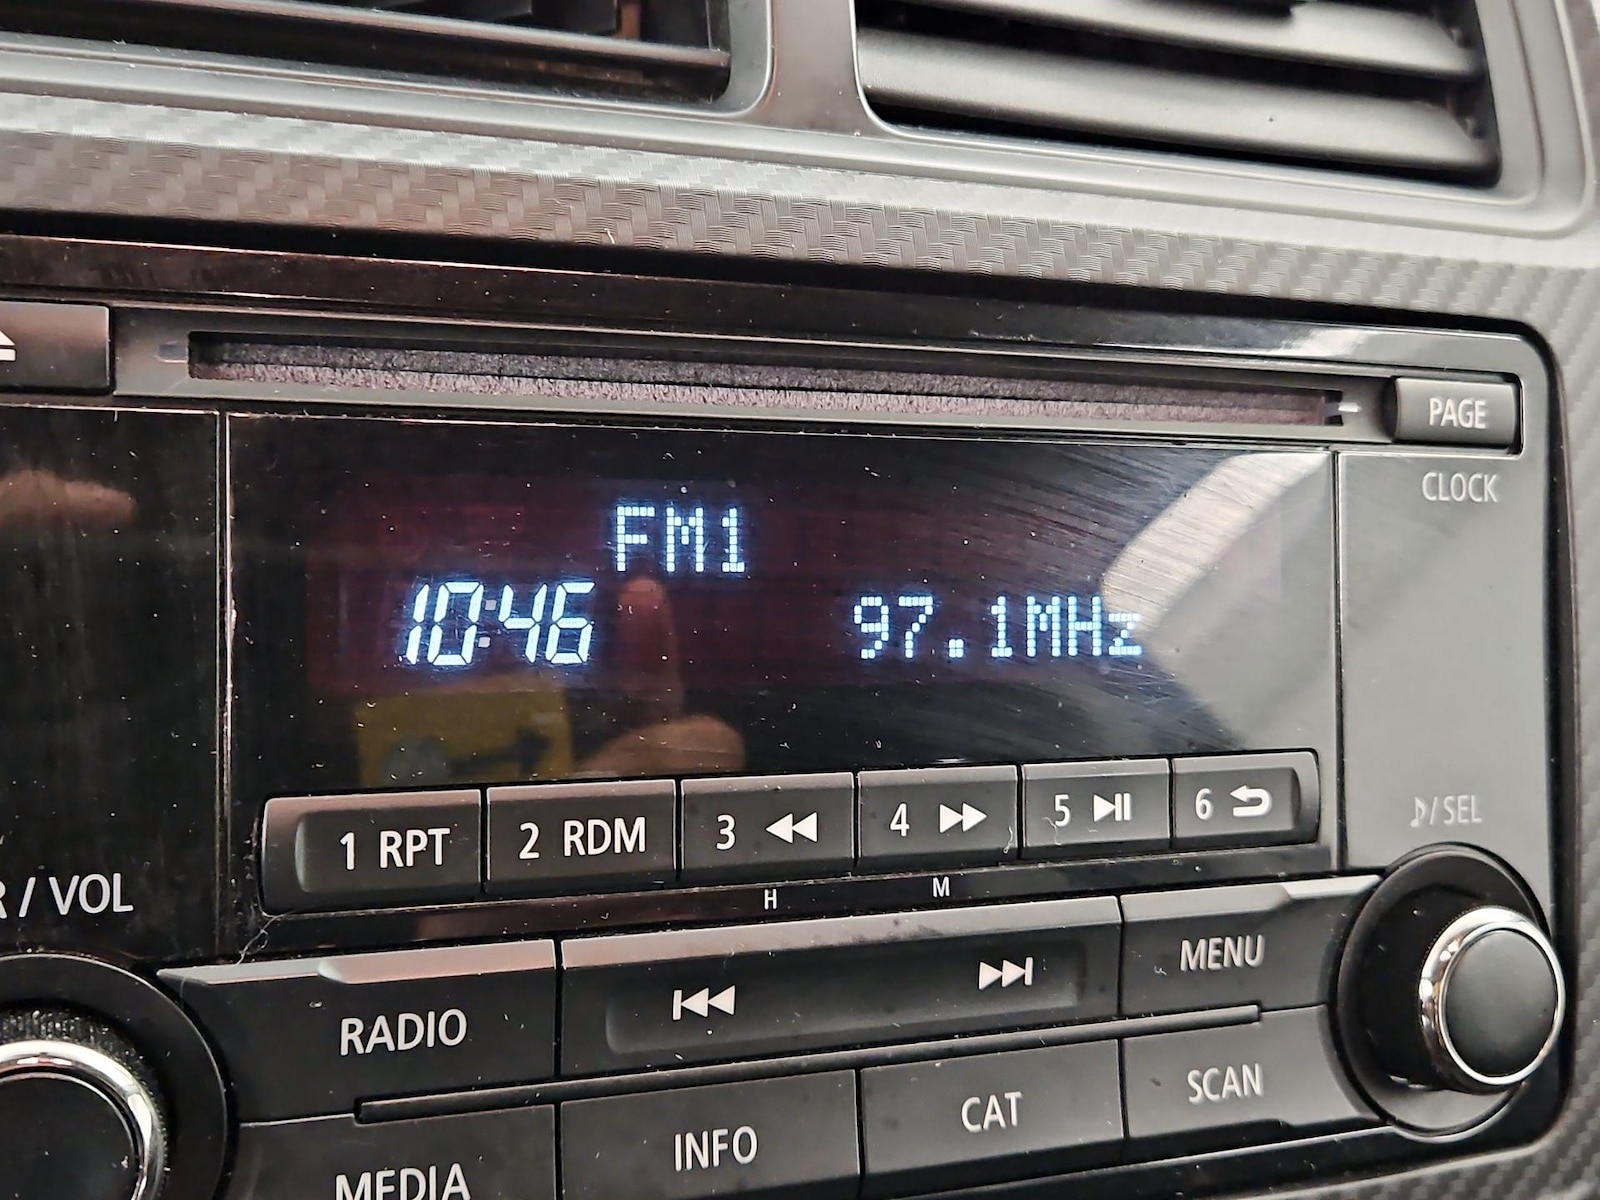 PAGE
CLOCK
FM1
10:46
97.1MHz
1 RPT
2 RDM
3
4
5
6
/SEL
/ VOL
H
M
RADIO
MENU
SCAN
CAT
INFO
MEDIA